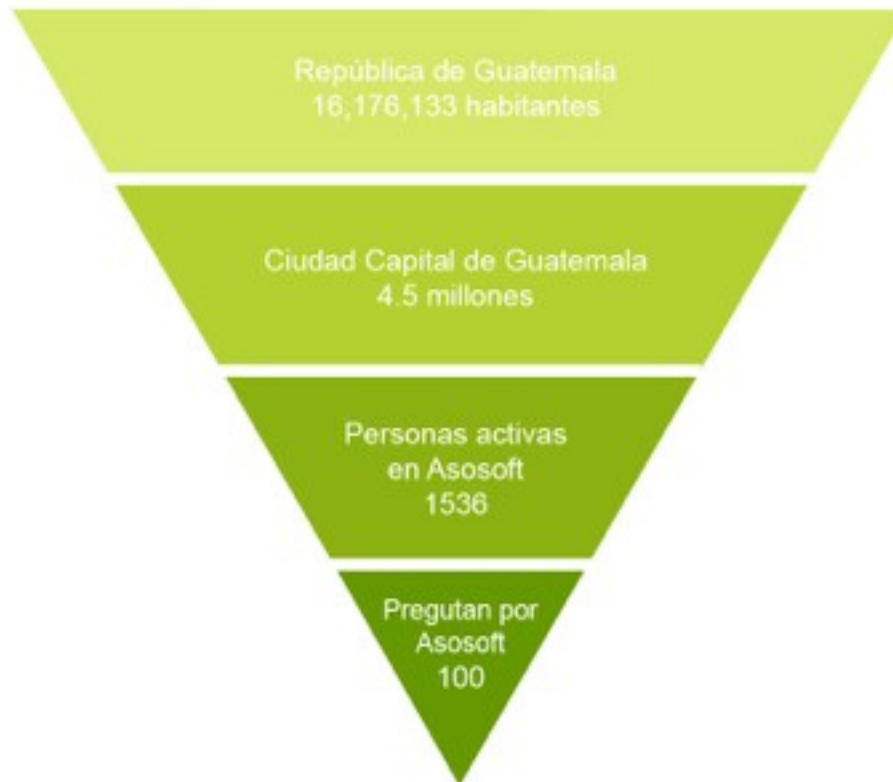 República de Guatemala
16,176,133 habitantes
Ciudad Capital de Guatemala
4.5 millones
Personas activas
en Asosoft
1536
Pregutan por
Asosoft
100